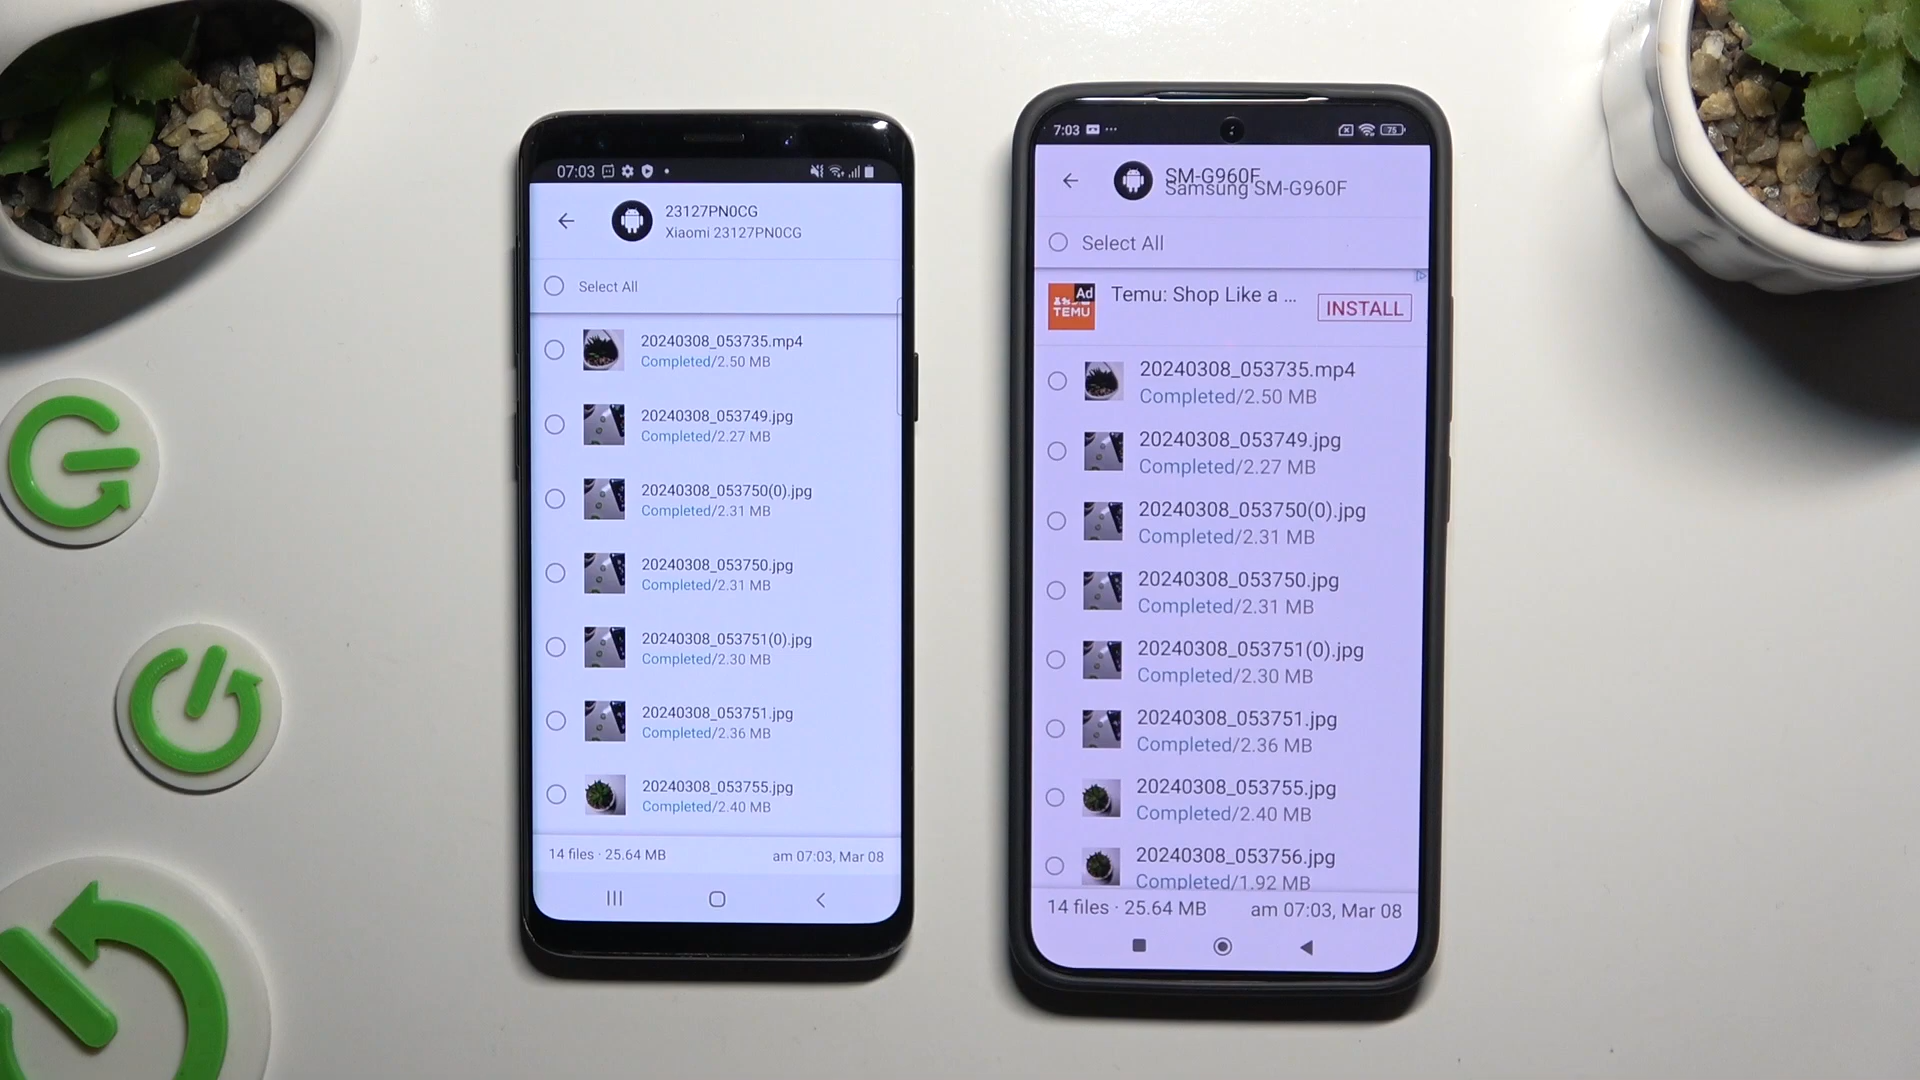 07:03
23127PN0CG
Xiaomi 23127PN0CG
Select All
20240308_053735.mp4
Completed/2.50 MB
20240308_053749.jpg
Completed/2.27 MB
20240308_053750(0).jpg
Completed/2.31 MB
20240308_053750.jpg
Completed/2.31 MB
20240308_053751(0).jpg
Completed/2.30 MB
20240308_053751.jpg
Completed/2.36 MB
20240308_053755.jpg
Completed/2.40 MB
14 files · 25.64 MB
am 07:03, Mar 08
7:03
75
SM-G960F
Samsung SM-G960F
Select All
Ad
TEMU
Temu: Shop Like a ...
INSTALL
20240308_053735.mp4
Completed/2.50 MB
20240308_053749.jpg
Completed/2.27 MB
20240308_053750(0).jpg
Completed/2.31 MB
20240308_053750.jpg
Completed/2.31 MB
20240308_053751(0).jpg
Completed/2.30 MB
20240308_053751.jpg
Completed/2.36 MB
20240308_053755.jpg
Completed/2.40 MB
20240308_053756.jpg
Completed/1.92 MB
14 files · 25.64 MB
am 07:03, Mar 08